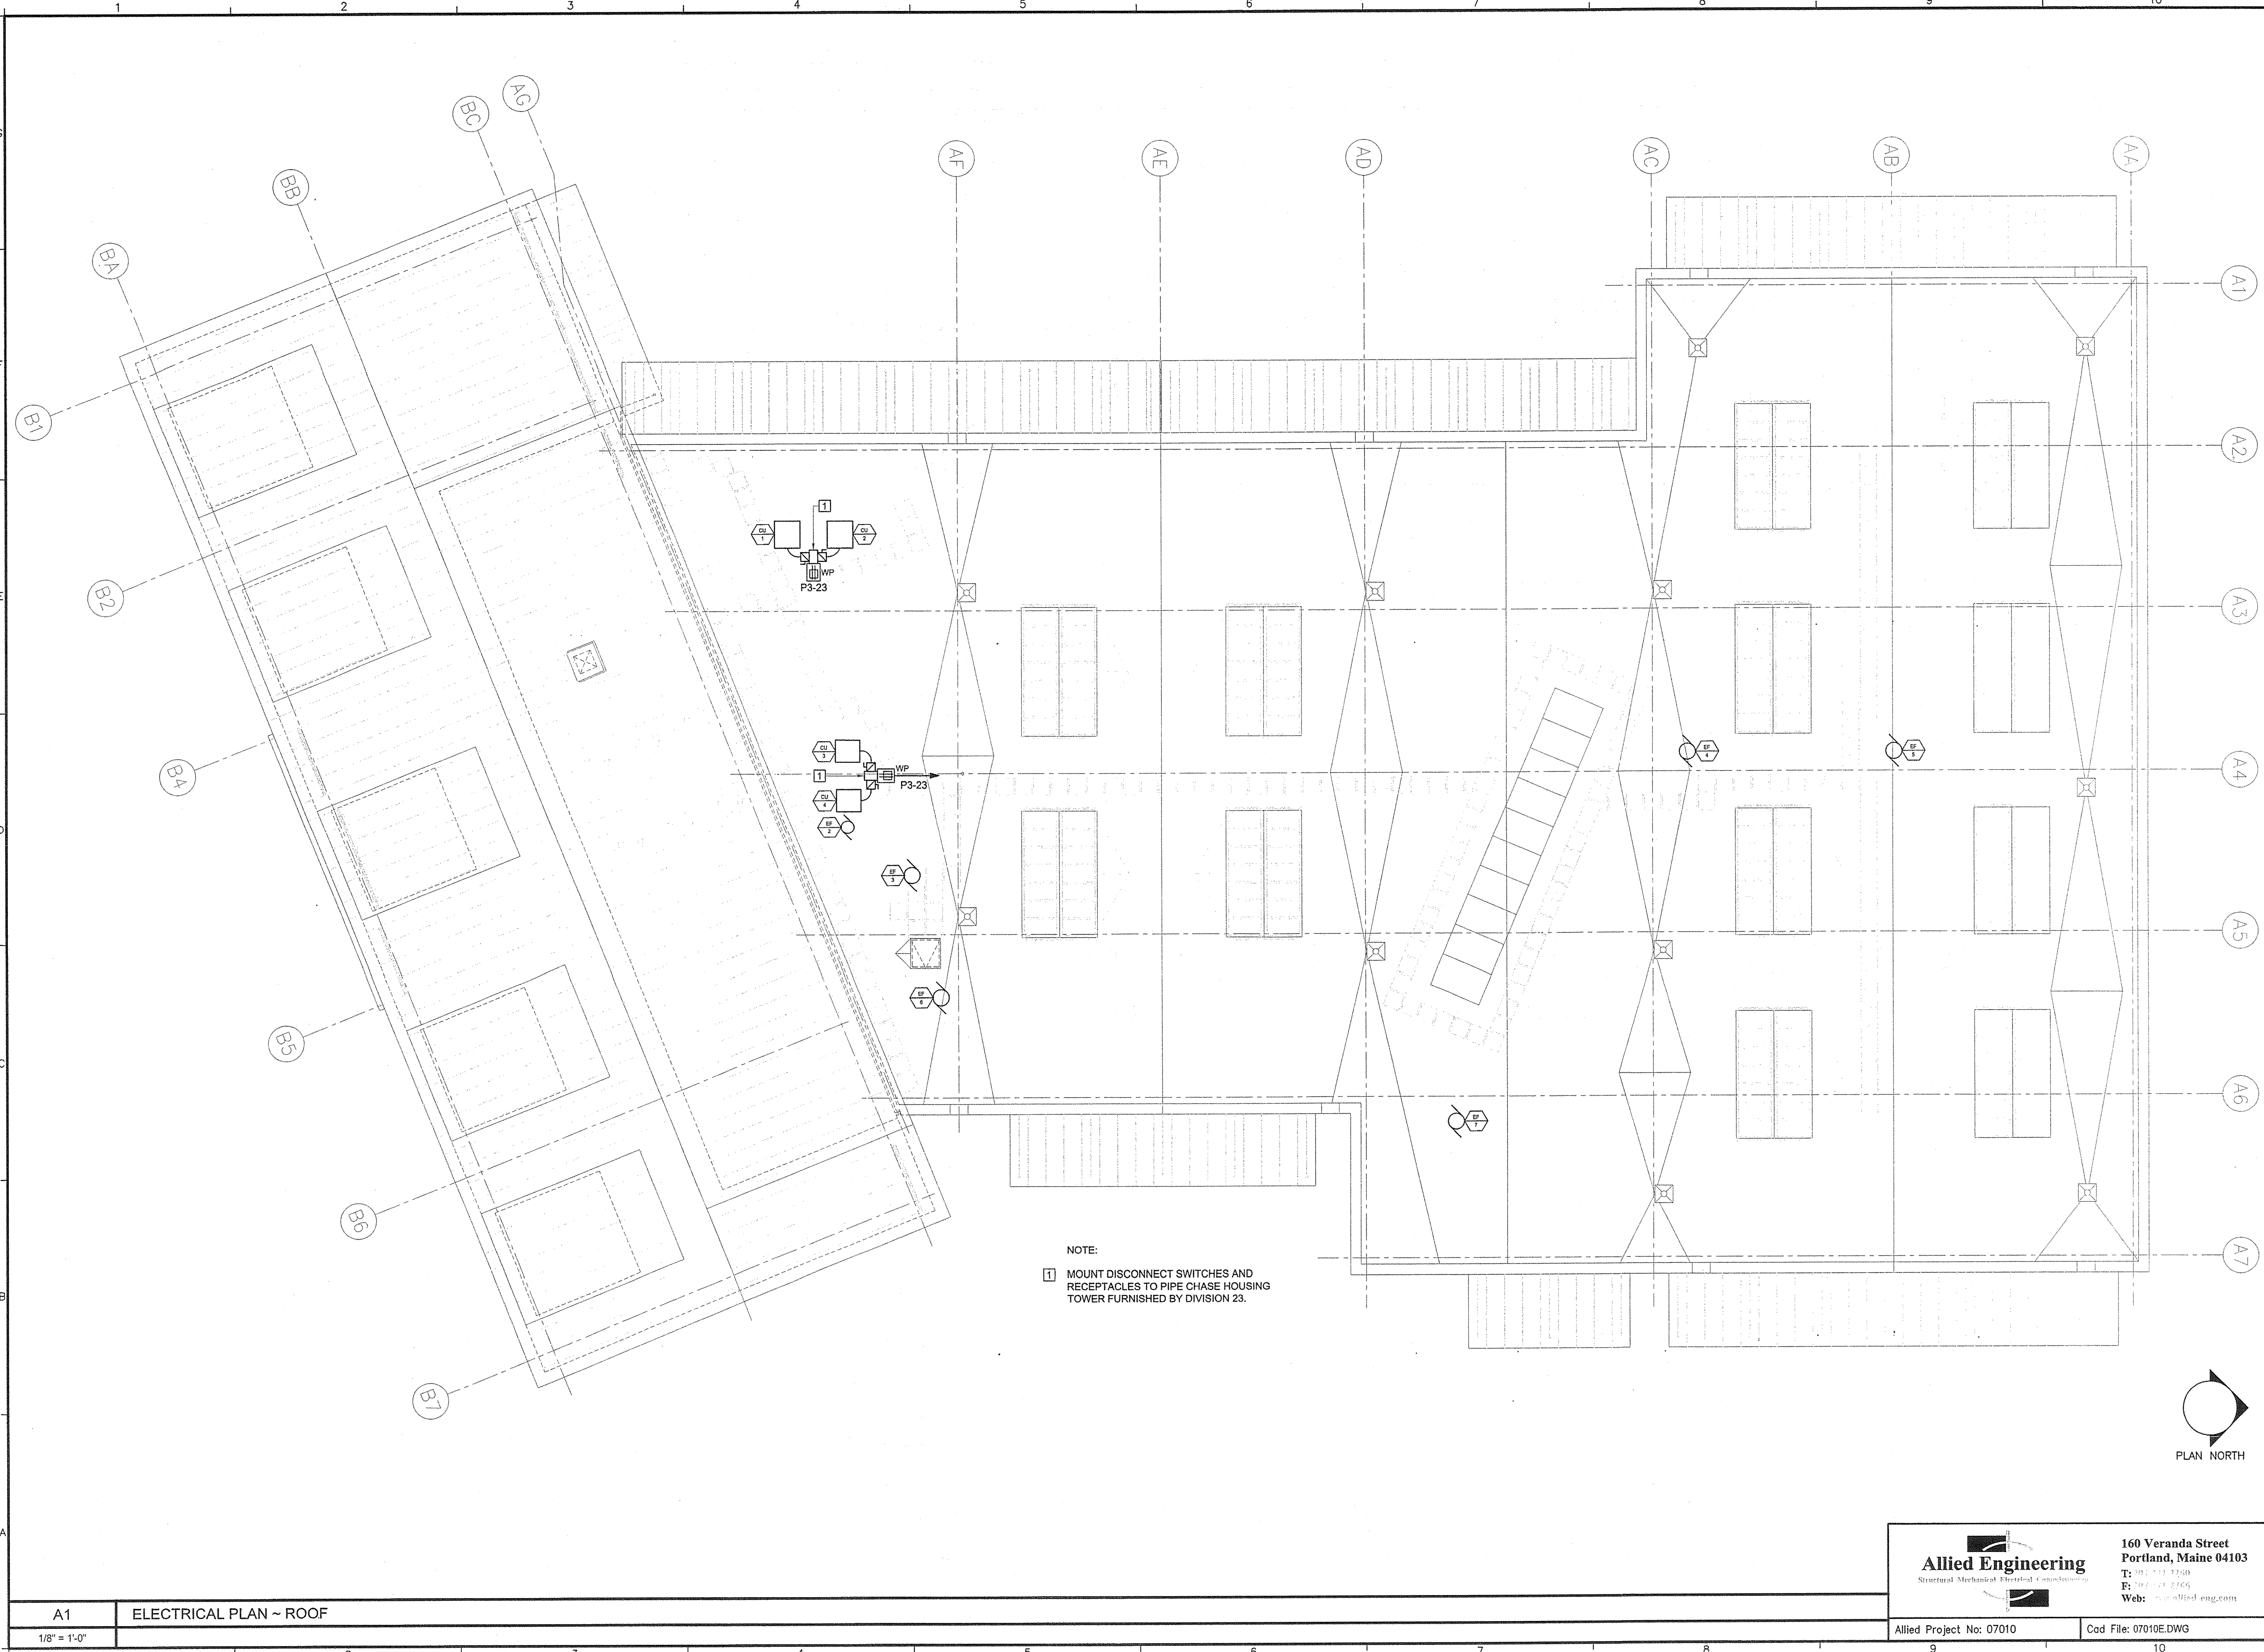 1 2 3 4 5 6 7 8 9 10
AG
BC
BB
BA
AF AE AD AC AB AA
A1
A2
A3
A4
A5
A6
A7
B1
B2
B4
B5
B6
B7
1
CU
1
CU
2
WP
P3-23
CU
3
1
WP
P3-23
CU
4
EF
2
EF
3
EF
6
EF
4
EF
5
EF
7
NOTE:
1 MOUNT DISCONNECT SWITCHES AND
RECEPTACLES TO PIPE CHASE HOUSING
TOWER FURNISHED BY DIVISION 23.
PLAN NORTH
Allied Engineering
Structural Mechanical Electrical Commissioning
160 Veranda Street
Portland, Maine 04103
T:
F:
Web:
Allied Project No: 07010
Cad File: 07010E.DWG
A1
ELECTRICAL PLAN ~ ROOF
1/8" = 1'-0"